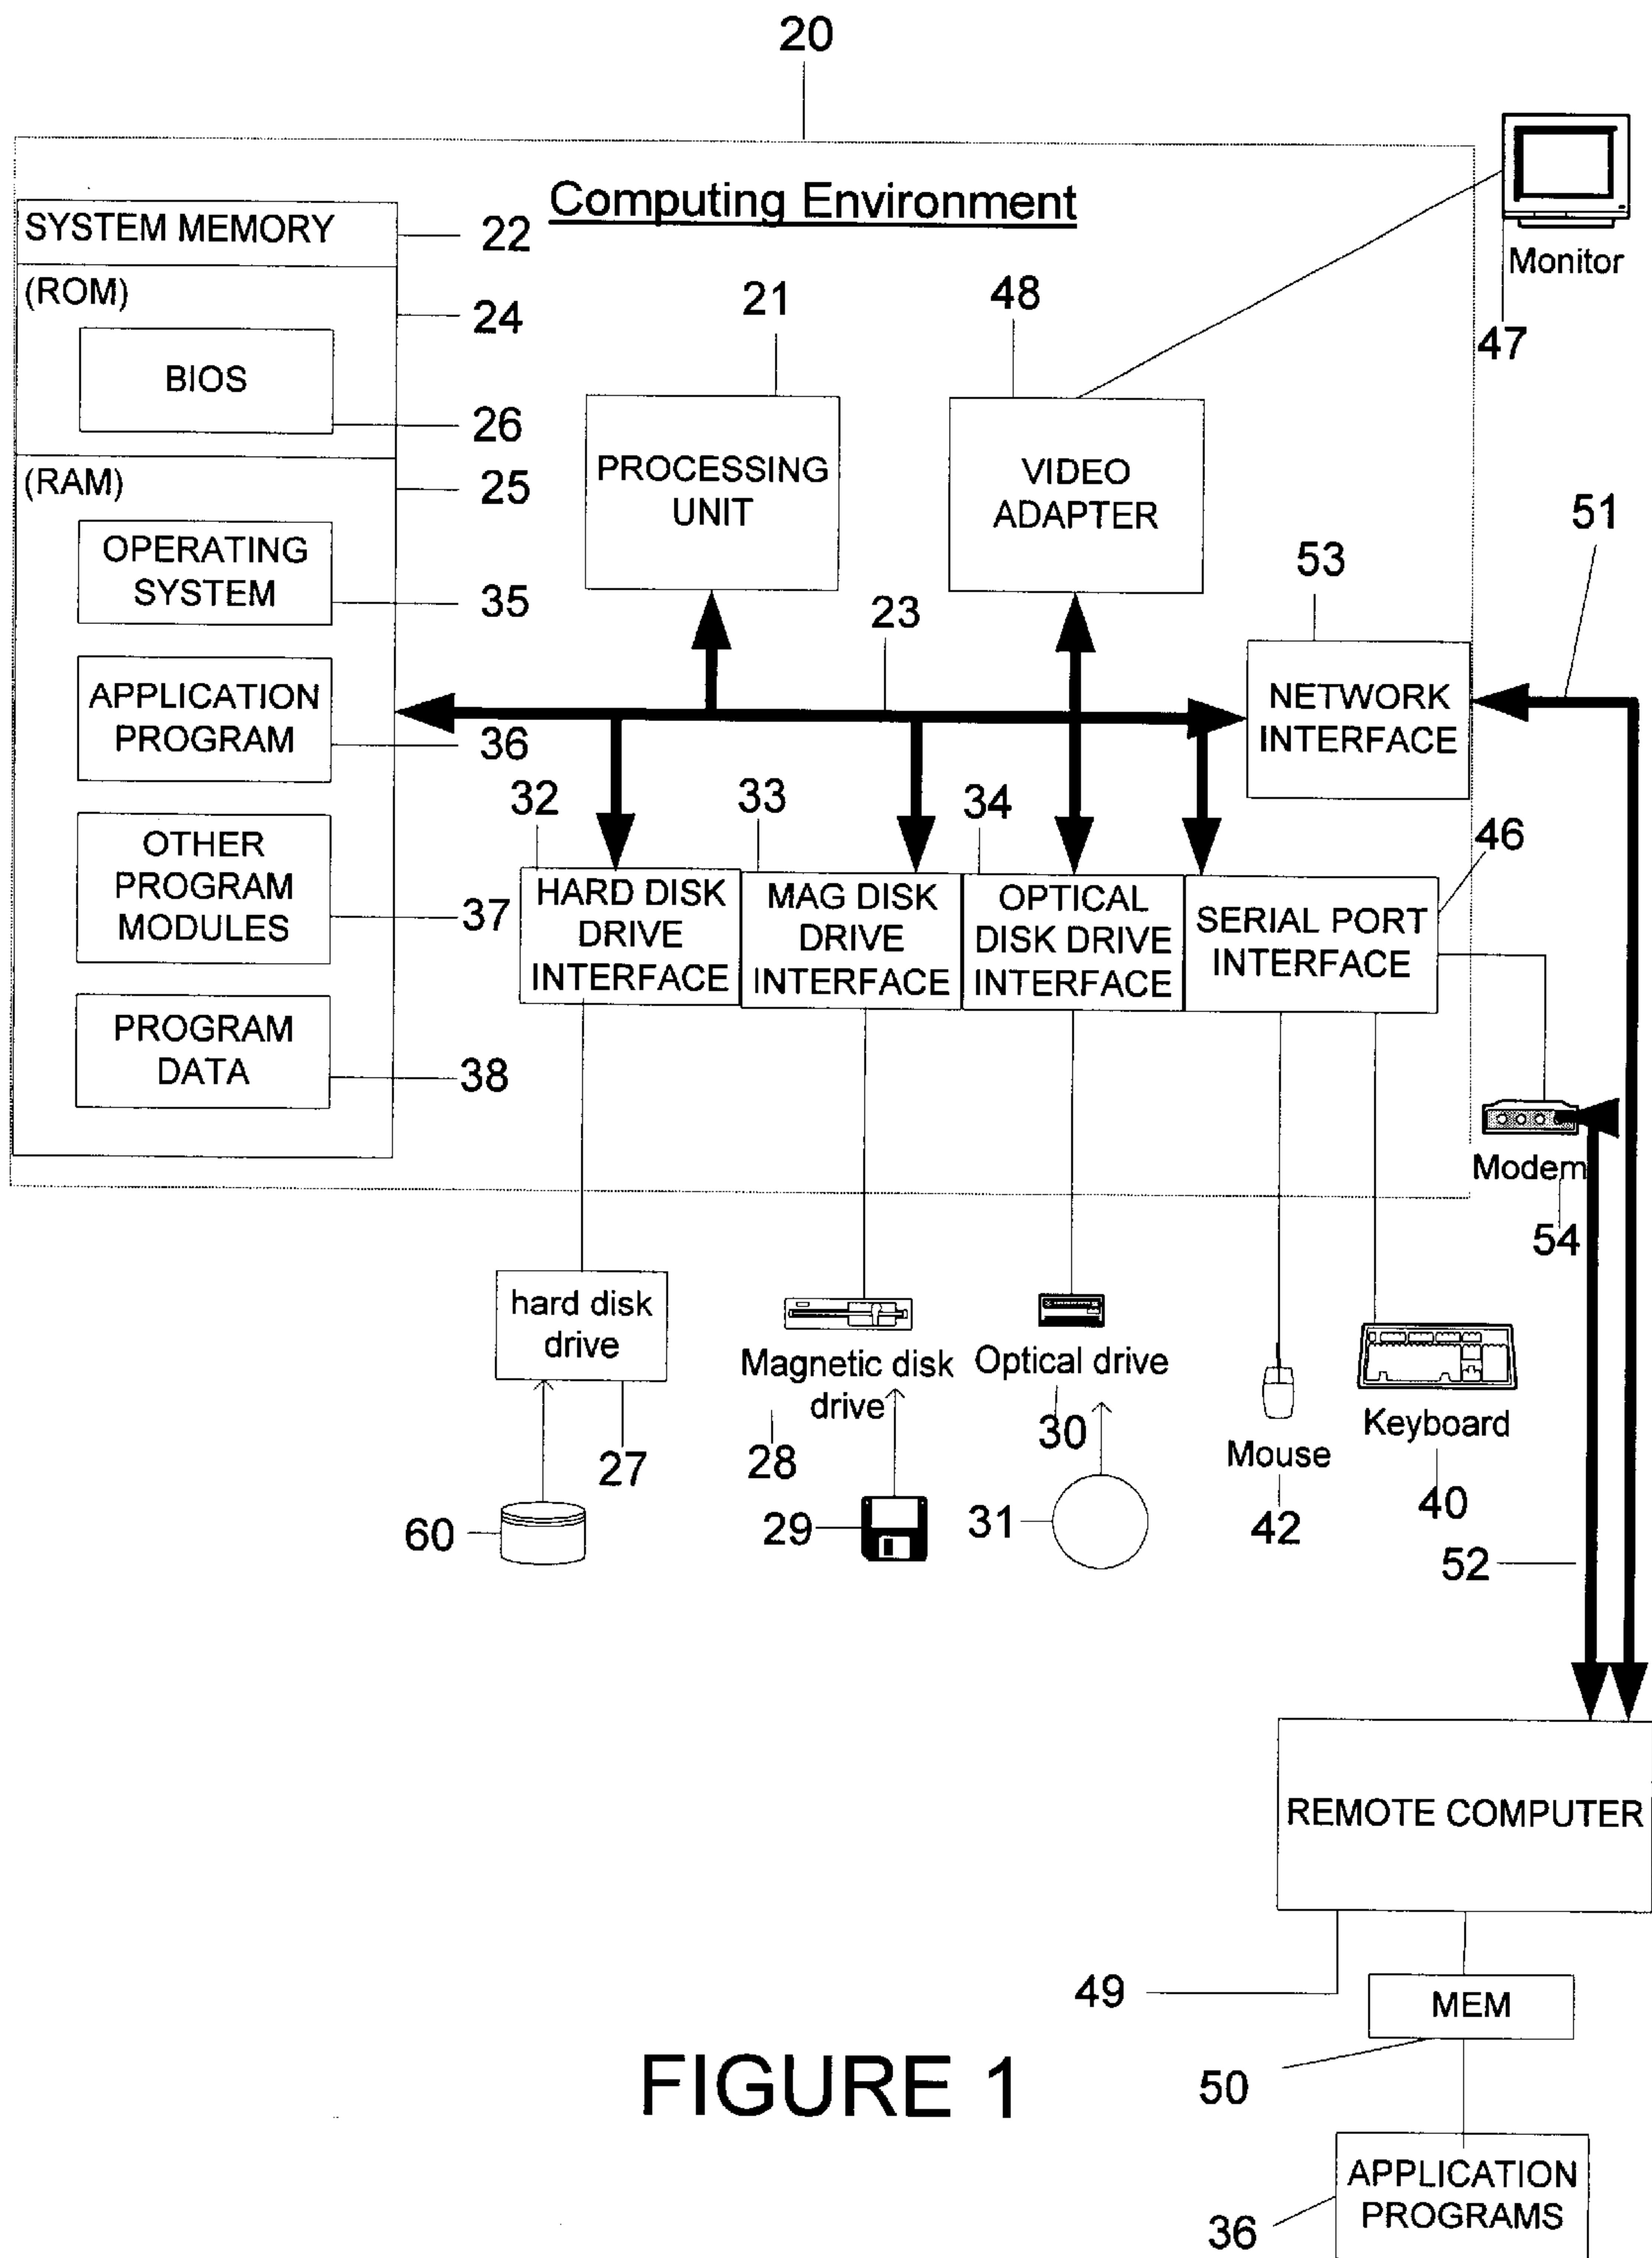 20
Computing Environment
SYSTEM MEMORY
22
(ROM)
24
BIOS
26
(RAM)
25
OPERATING
SYSTEM
35
APPLICATION
PROGRAM
36
OTHER
PROGRAM
MODULES
37
PROGRAM
DATA
38
21
PROCESSING
UNIT
48
VIDEO
ADAPTER
Monitor
47
23
53
NETWORK
INTERFACE
51
32
HARD DISK
DRIVE
INTERFACE
33
MAG DISK
DRIVE
INTERFACE
34
OPTICAL
DISK DRIVE
INTERFACE
46
SERIAL PORT
INTERFACE
Modem
54
hard disk
drive
27
60
Magnetic disk
drive
28
29
Optical drive
30
31
Mouse
42
Keyboard
40
52
REMOTE COMPUTER
49
MEM
50
APPLICATION
PROGRAMS
36
FIGURE 1